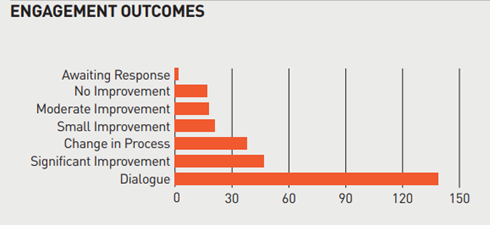 ENGAGEMENT OUTCOMES
Awaiting Response
No Improvement
Moderate Improvement
Small Improvement
Change in Process
Significant Improvement
Dialogue
0 30 60 90 120 150